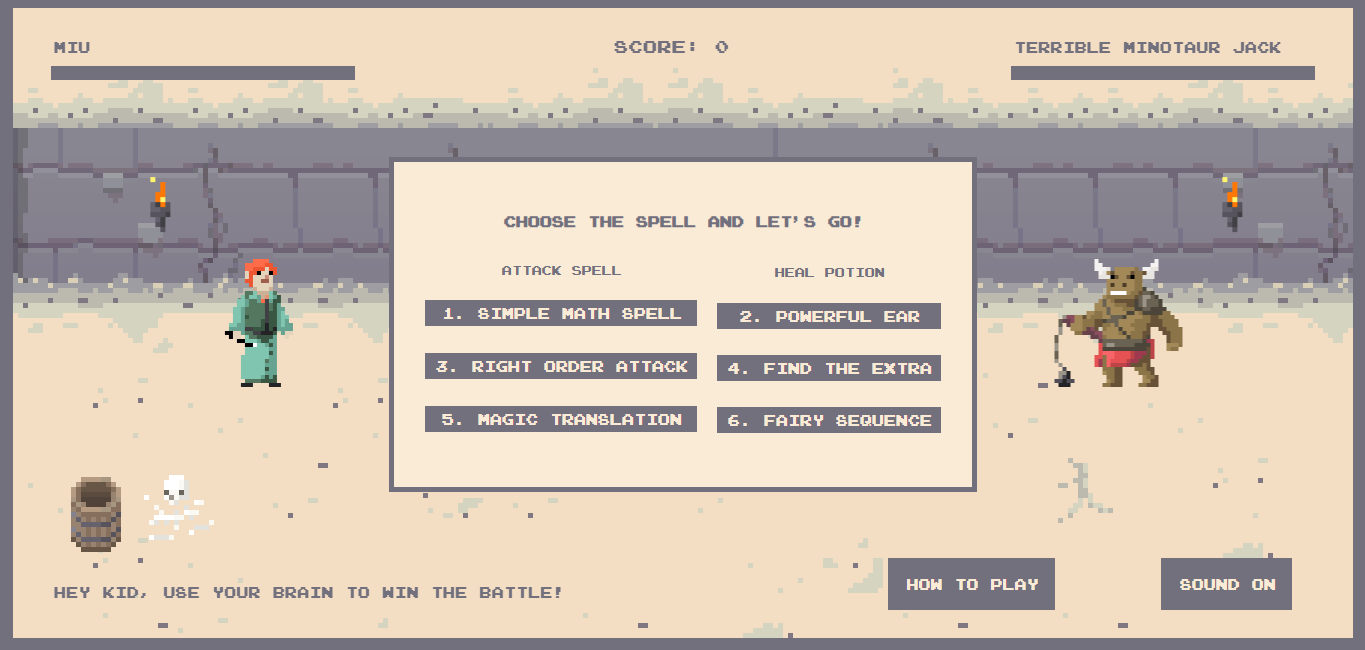 MIU
SCORE: 0
TERRIBLE MINOTAUR JACK
CHOOSE THE SPELL AND LET'S GO!
ATTACK SPELL
HEAL POTION
1. SIMPLE MATH SPELL
2. POWERFUL EAR
3. RIGHT ORDER ATTACK
4. FIND THE EXTRA
5. MAGIC TRANSLATION
6. FAIRY SEQUENCE
HEY KID, USE YOUR BRAIN TO WIN THE BATTLE!
HOW TO PLAY
SOUND ON